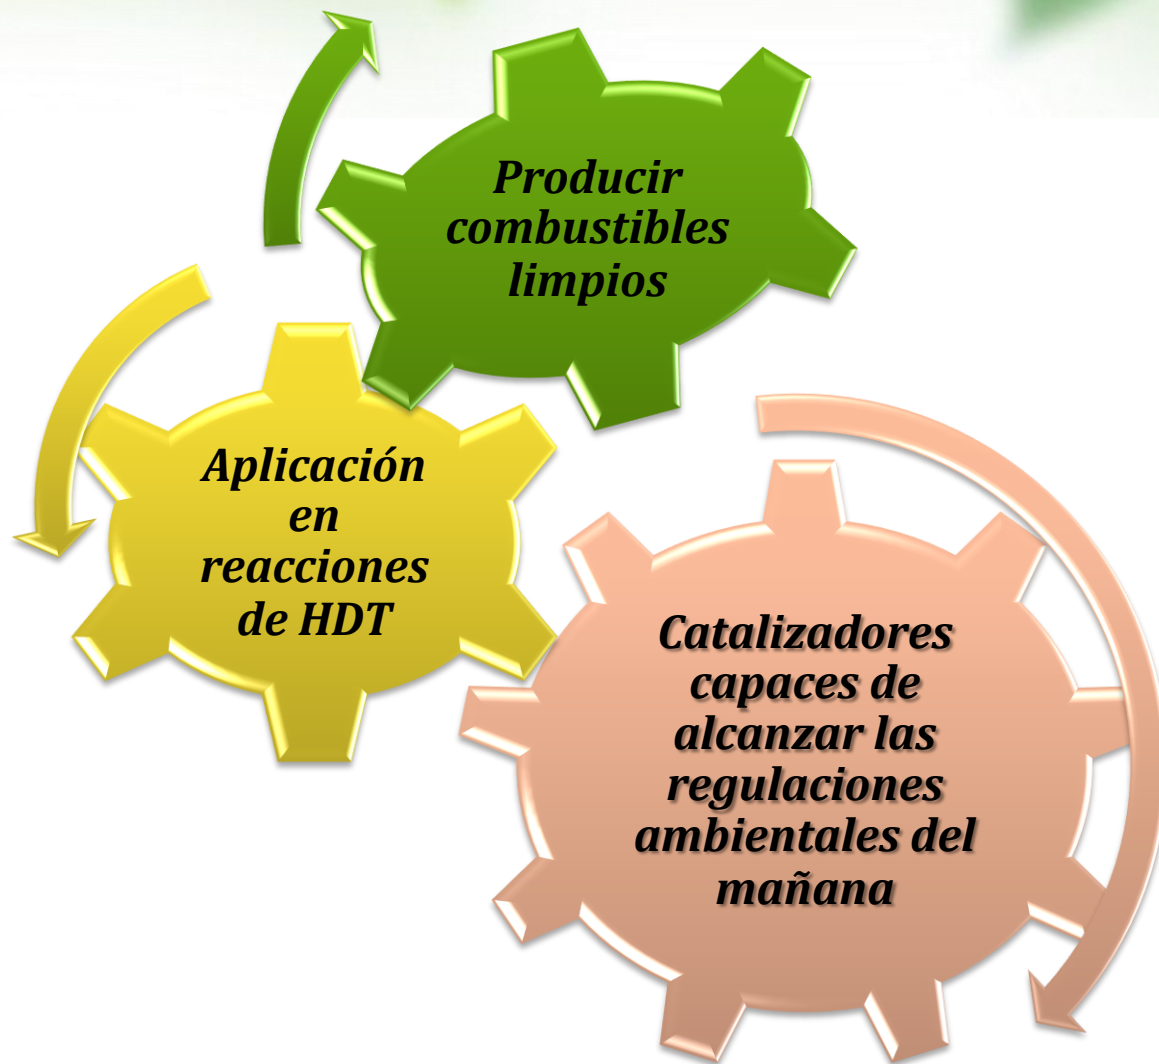 Producir
combustibles
limpios
Aplicación
en
reacciones
de HDT
Catalizadores
capaces de
alcanzar las
regulaciones
ambientales del
mañana